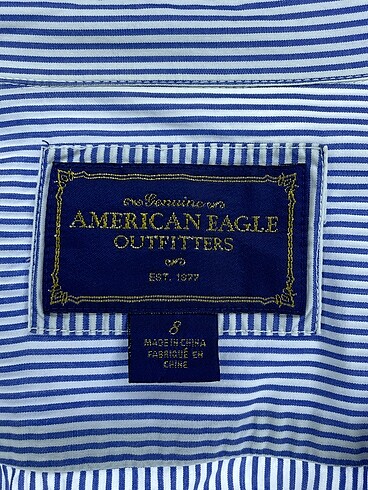 Genuine
AMERICAN EAGLE
OUTFITTERS
EST. 1977
8
MADE IN CHINA
FABRIQUÉ EN
CHINE